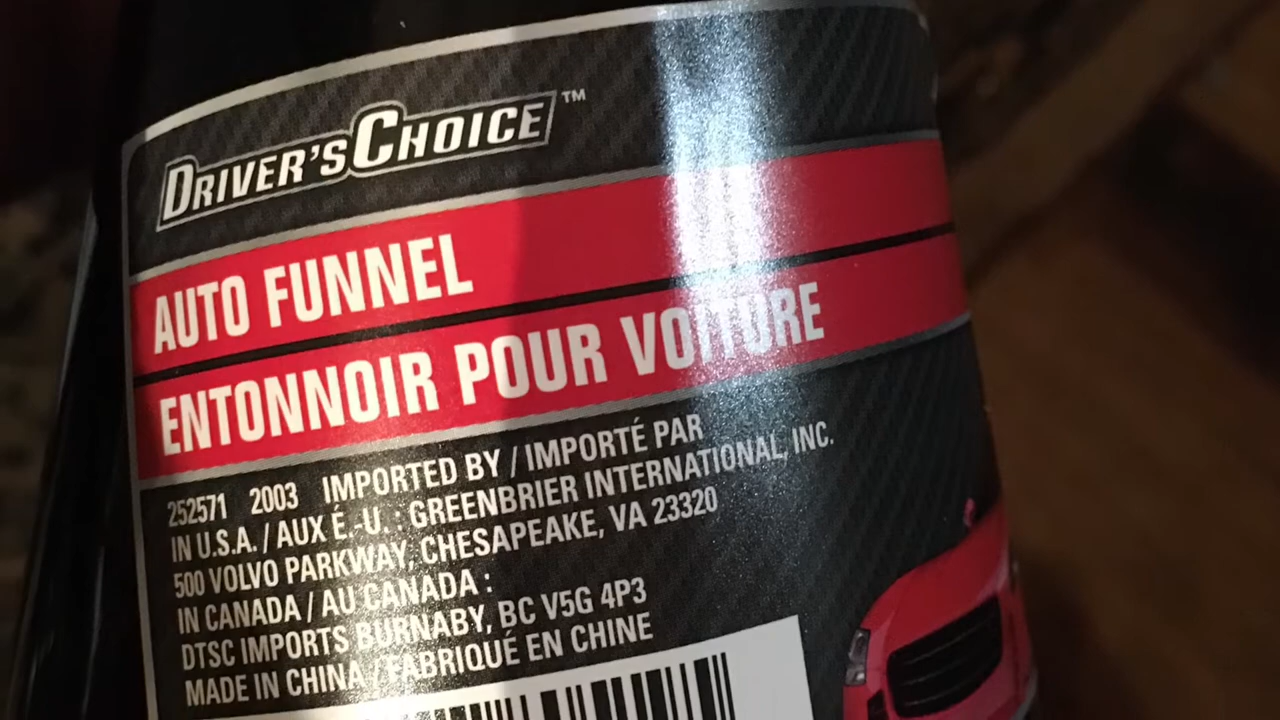 DRIVER'S CHOICE™
AUTO FUNNEL
ENTONNOIR POUR VOITURE
252571 2003 IMPORTED BY / IMPORTÉ PAR
IN U.S.A. / AUX É.-U. : GREENBRIER INTERNATIONAL, INC.
500 VOLVO PARKWAY, CHESAPEAKE, VA 23320
IN CANADA / AU CANADA :
DTSC IMPORTS BURNABY, BC V5G 4P3
MADE IN CHINA / FABRIQUÉ EN CHINE